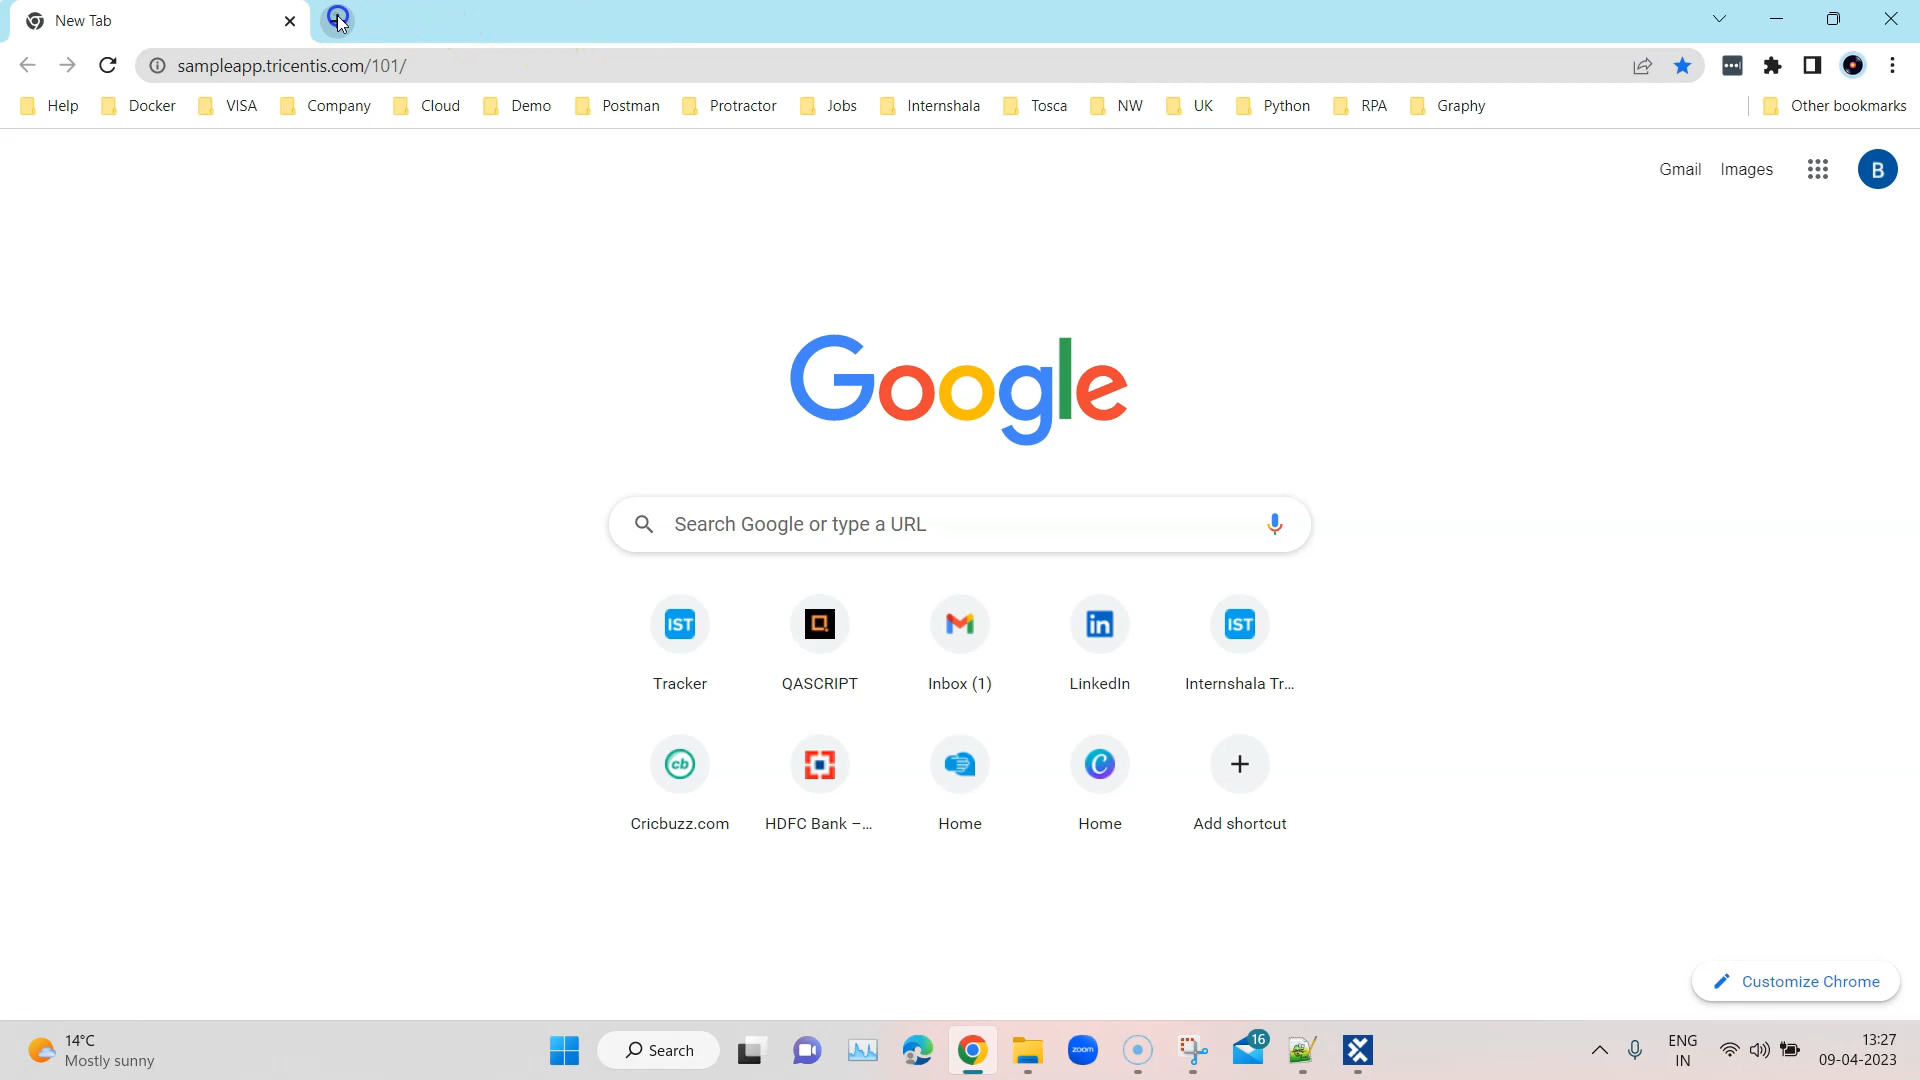 New Tab
sampleapp.tricentis.com/101/
Help Docker VISA Company Cloud Demo Postman Protractor Jobs Internshala Tosca NW UK Python RPA Graphy Other bookmarks
Gmail Images B
Google
Search Google or type a URL
IST Q in IST
Tracker QASCRIPT Inbox (1) LinkedIn Internshala Tr...
cb C
Cricbuzz.com HDFC Bank –... Home Home Add shortcut
Customize Chrome
14°C
Mostly sunny
Search
zoom
16
ENG
IN
13:27
09-04-2023